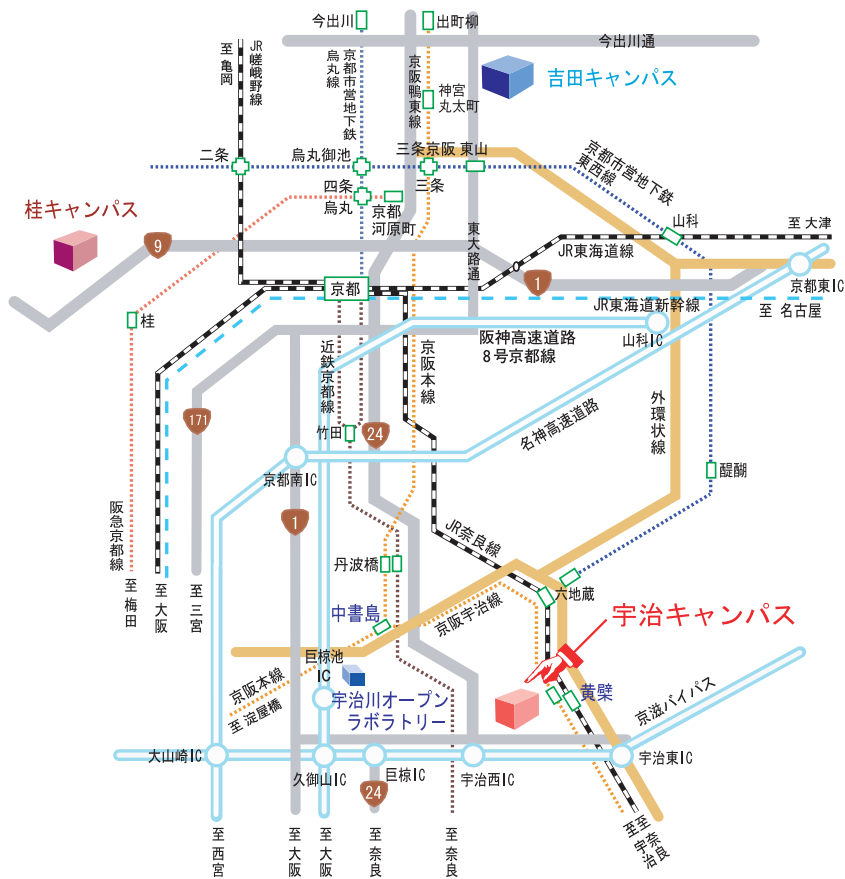 今出川
出町柳
今出川通
JR嵯峨野線
至亀岡
京都市営地下鉄
烏丸線
京阪鴨東線
神宮
丸太町
吉田キャンパス
二条
烏丸御池
三条京阪
東山
三条
京都市営地下鉄
東西線
四条
烏丸
京都
河原町
桂キャンパス
9
東大路通
山科
至 大津
JR東海道線
1
京都東IC
京都
JR東海道新幹線
至 名古屋
桂
近鉄京都線
京阪本線
阪神高速道路
8号京都線
山科IC
外環状線
名神高速道路
171
竹田
24
京都南IC
醍醐
1
阪急京都線
JR奈良線
至梅田
至大阪
至三宮
丹波橋
六地蔵
中書島
京阪宇治線
宇治キャンパス
巨椋池
IC
京阪本線
至 淀屋橋
宇治川オープン
ラボラトリー
黄檗
京滋バイパス
大山崎IC
久御山IC
巨椋IC
宇治西IC
宇治東IC
24
至西宮
至大阪
至大阪
至奈良
至奈良
至宇治
至奈良